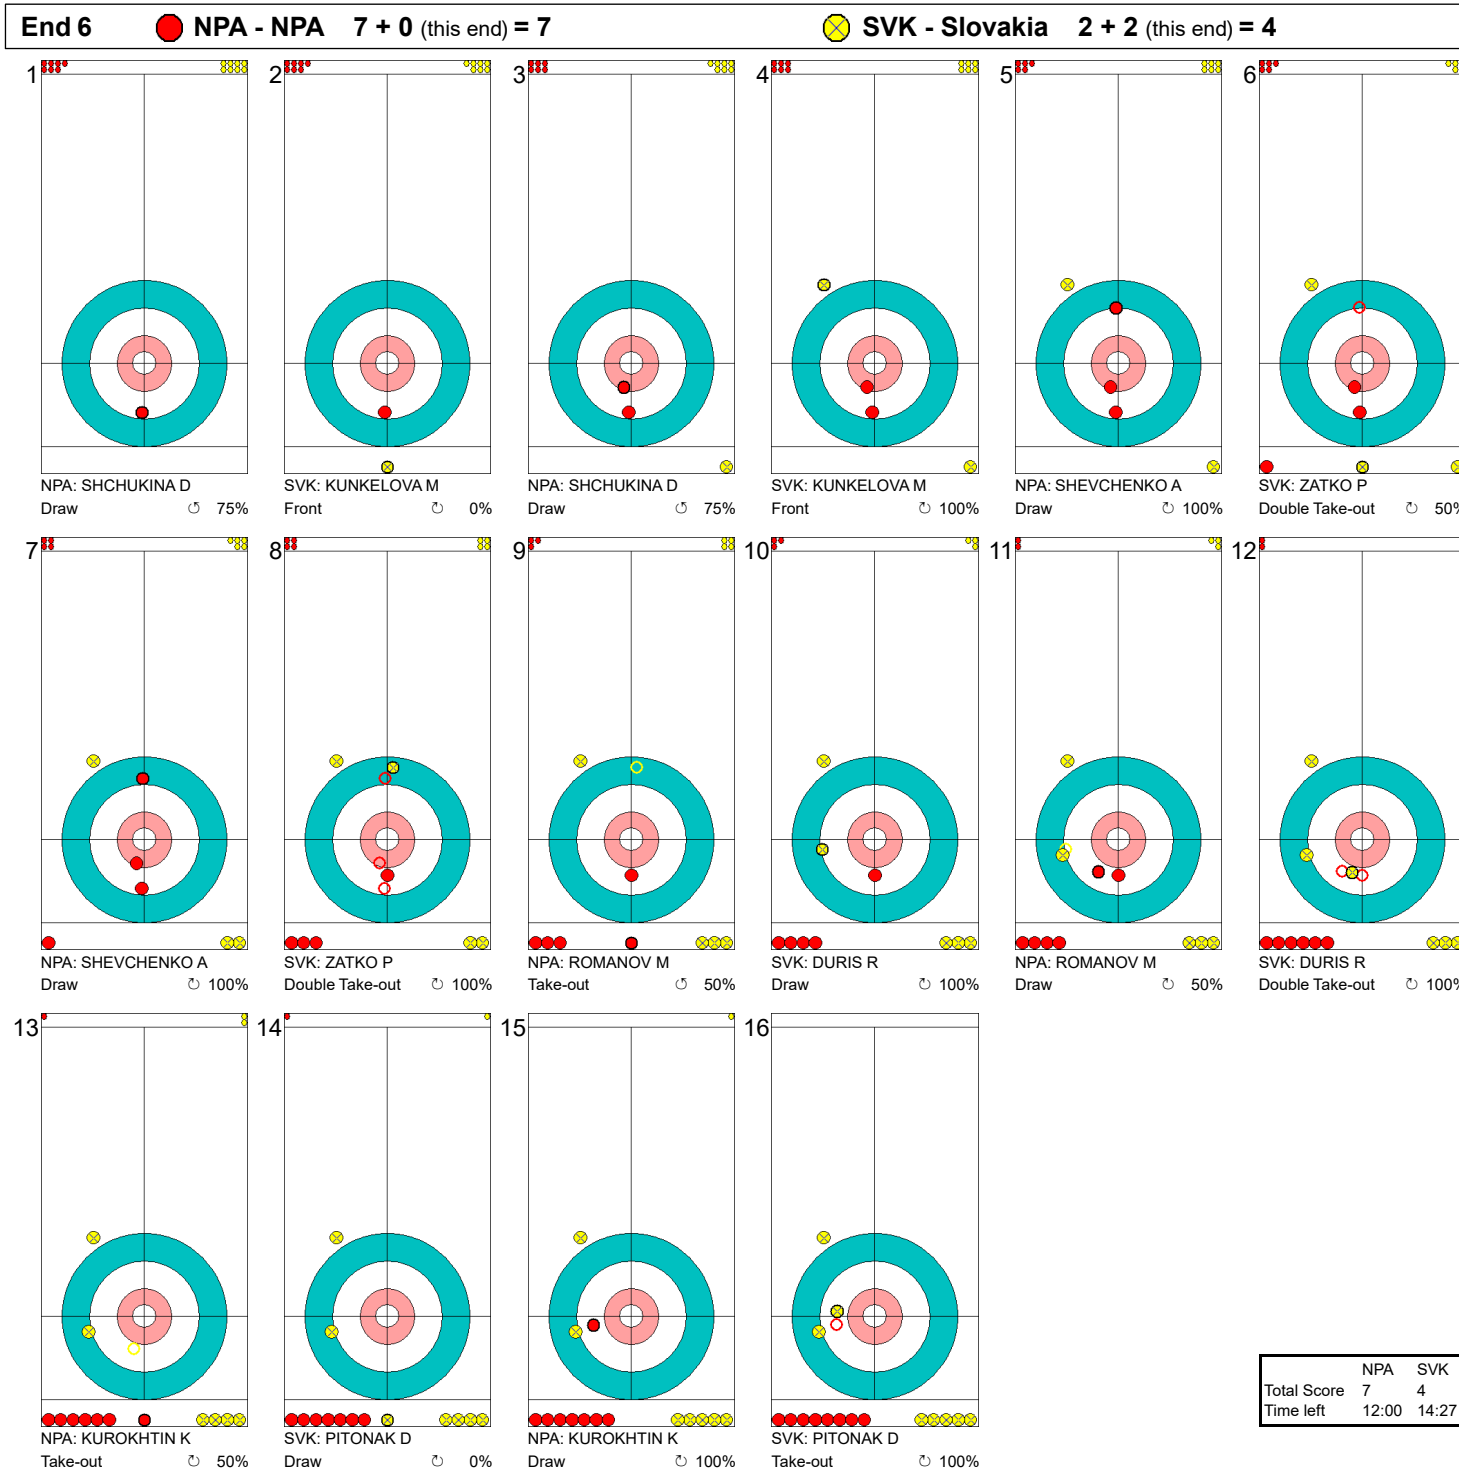 End 6 NPA - NPA 7 + 0 (this end) = 7 SVK - Slovakia 2 + 2 (this end) = 4
1 2 3 4 5 6
NPA: SHCHUKINA D SVK: KUNKELOVA M NPA: SHCHUKINA D SVK: KUNKELOVA M NPA: SHEVCHENKO A SVK: ZATKO P
Draw 75% Front 0% Draw 75% Front 100% Draw 100% Double Take-out 50%
7 8 9 10 11 12
NPA: SHEVCHENKO A SVK: ZATKO P NPA: ROMANOV M SVK: DURIS R NPA: ROMANOV M SVK: DURIS R
Draw 100% Double Take-out 100% Take-out 50% Draw 100% Draw 50% Double Take-out 100%
13 14 15 16
NPA: KUROKHTIN K SVK: PITONAK D NPA: KUROKHTIN K SVK: PITONAK D
Take-out 50% Draw 0% Draw 100% Take-out 100%
NPA SVK
Total Score 7 4
Time left 12:00 14:27